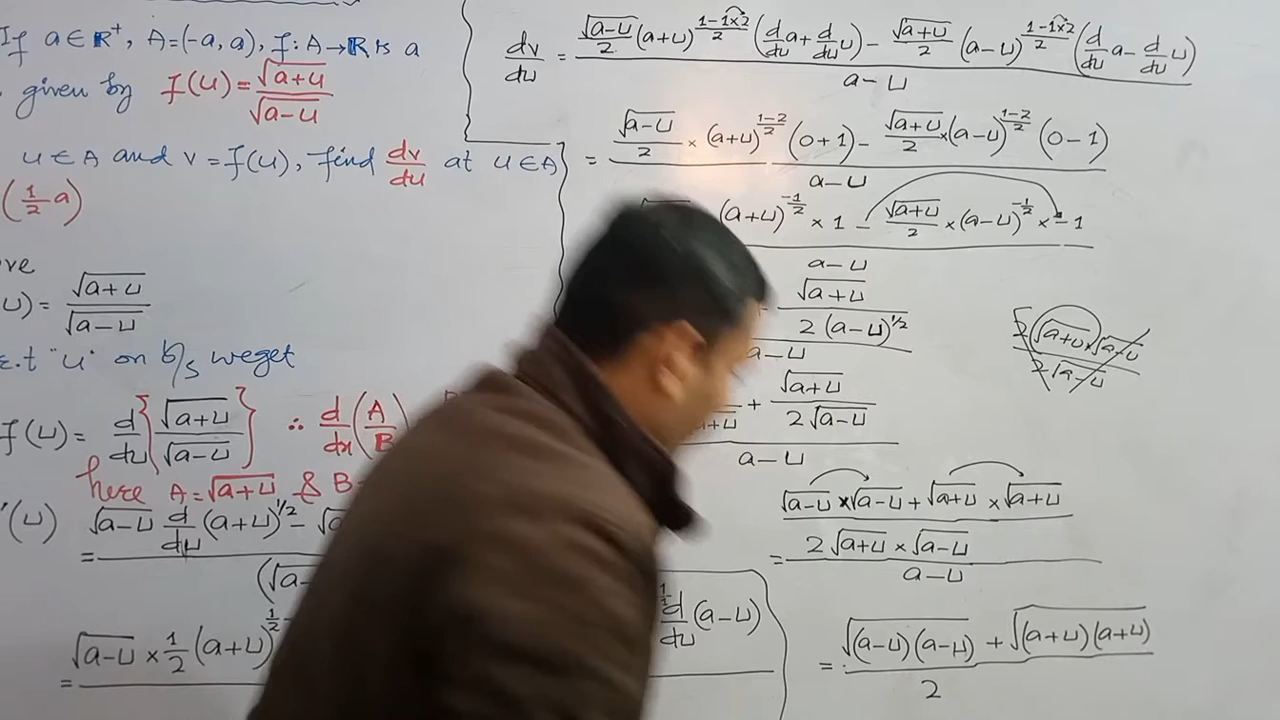 If a∈R⁺, A=(-a, a), f: A→R is a
given by f(u)=√(a+u)/√(a-u)
u∈A and v=f(u), find dv/du at u∈A
(1/2 a)
u)= √(a+u)/√(a-u)
r.t "u" on b/s we get
f(u)= d/du {√(a+u)/√(a-u)} ∴ d/dx (A/B)
here A=√(a+u) & B
'(u) = √(a-u) d/du (a+u)^1/2 - √a
(√a-
= √(a-u) × 1/2 (a+u)^1/2-
d/du (a-u)
dv/du = [√(a-u)/2 (a+u)^(1-1×2)/2 (d/du a + d/du u) - √(a+u)/2 (a-u)^(1-1×2)/2 (d/du a - d/du u)] / a-u
= [√(a-u)/2 × (a+u)^(1-2)/2 (0+1) - √(a+u)/2 × (a-u)^(1-2)/2 (0-1)] / a-u
(a+u)^-1/2 × 1 - √(a+u)/2 × (a-u)^-1/2 × -1
a-u
√(a+u) / 2(a-u)^1/2
a-u
+ √(a+u) / 2√(a-u)
a-u
= [(√(a-u) × √(a-u) + √(a+u) × √(a+u)) / 2√(a+u) × √(a-u)] / a-u
= √((a-u)(a-u)) + √((a+u)(a+u)) / 2